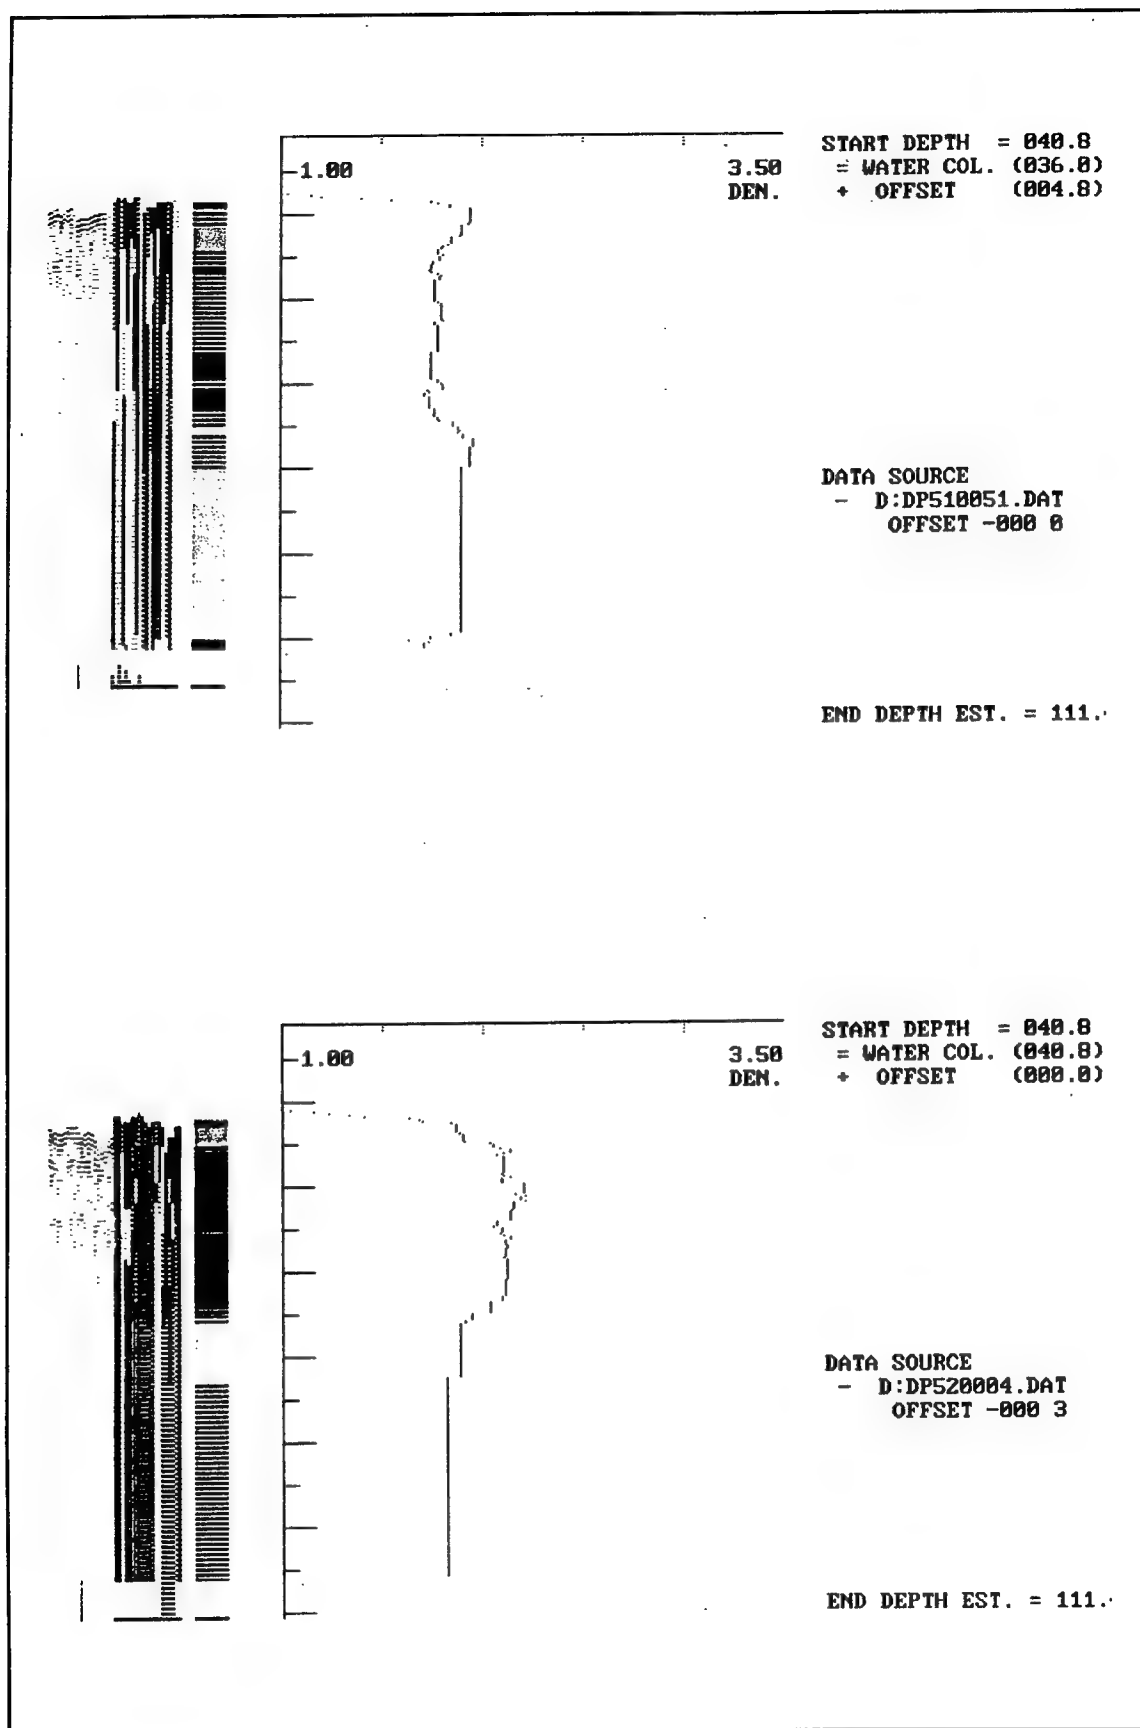 1.00
3.50
DEN.
START DEPTH = 040.8
= WATER COL. (036.0)
+ OFFSET (004.8)
DATA SOURCE
- D:DP510051.DAT
OFFSET -000 0
END DEPTH EST. = 111.
1.00
3.50
DEN.
START DEPTH = 040.8
= WATER COL. (040.8)
+ OFFSET (000.0)
DATA SOURCE
- D:DP520004.DAT
OFFSET -000 3
END DEPTH EST. = 111.